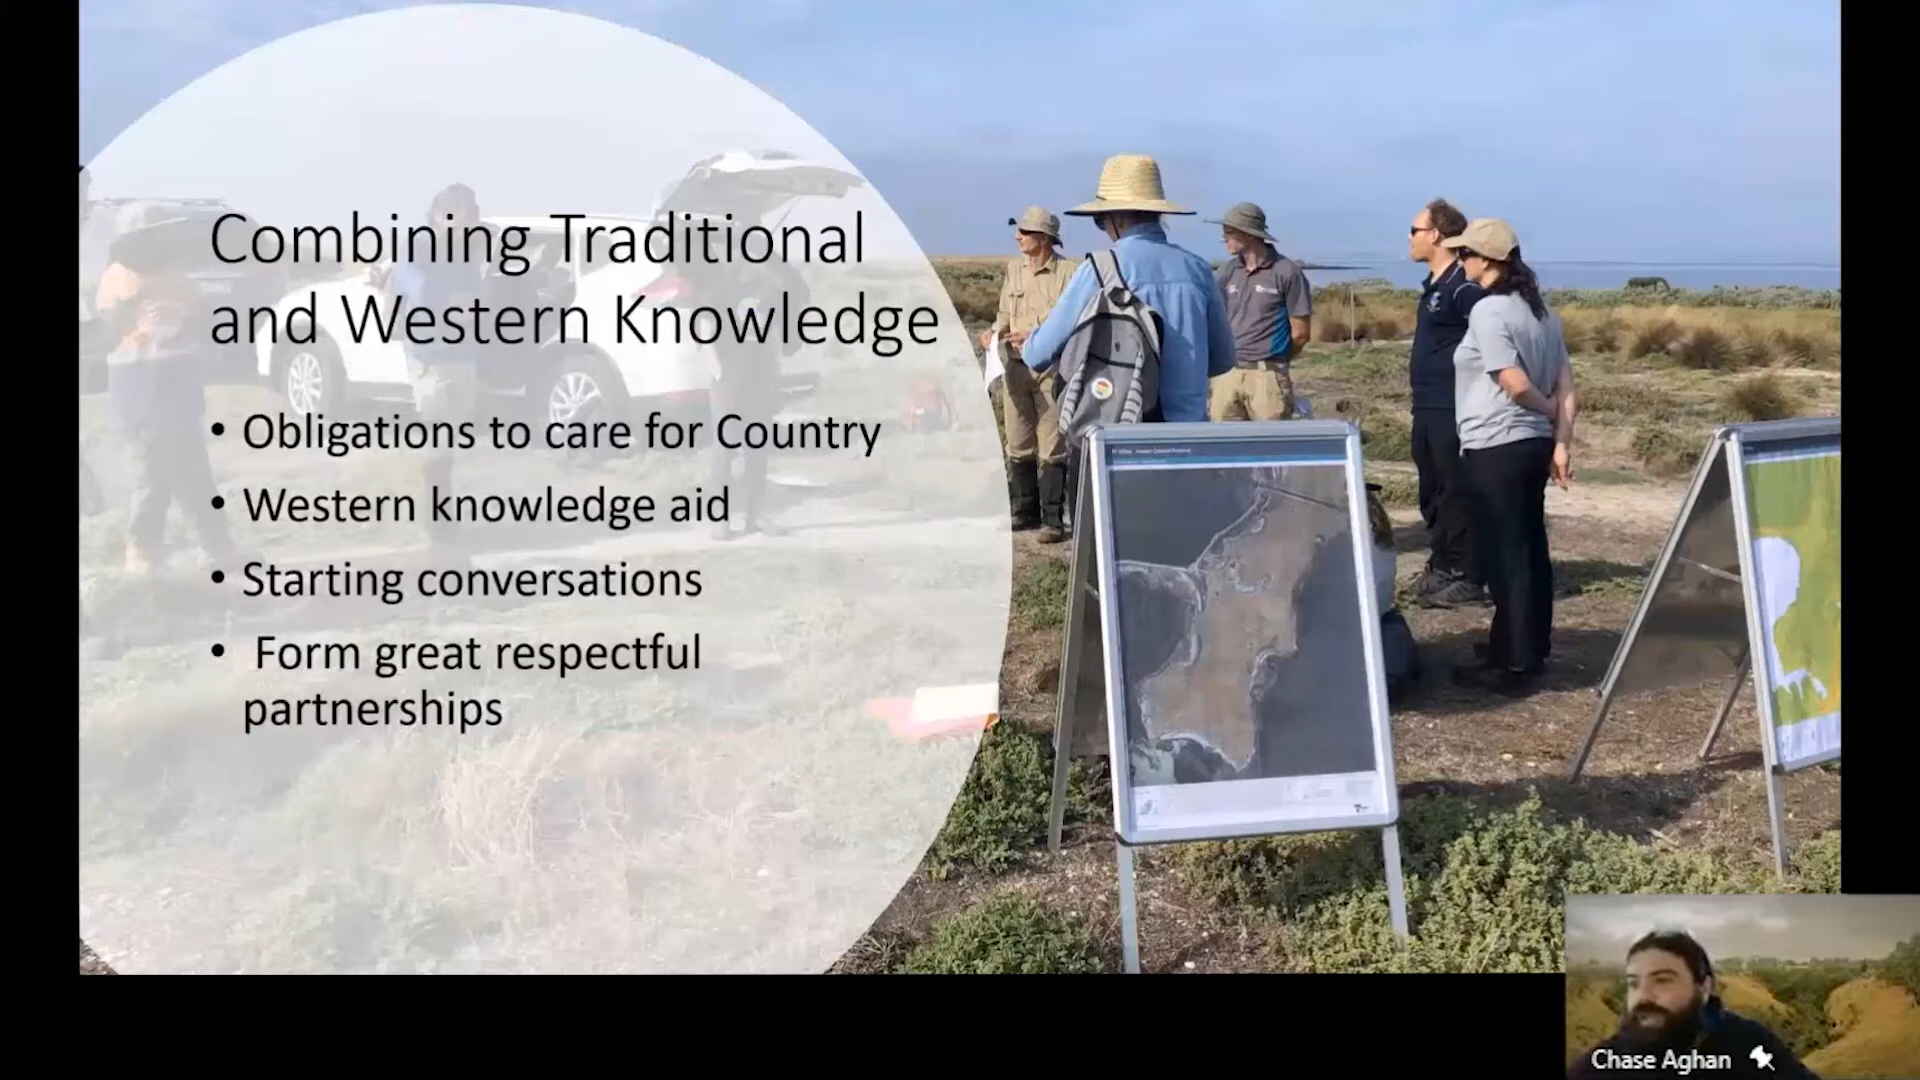 Combining Traditional
and Western Knowledge
• Obligations to care for Country
• Western knowledge aid
• Starting conversations
• Form great respectful
partnerships
Chase Aghan